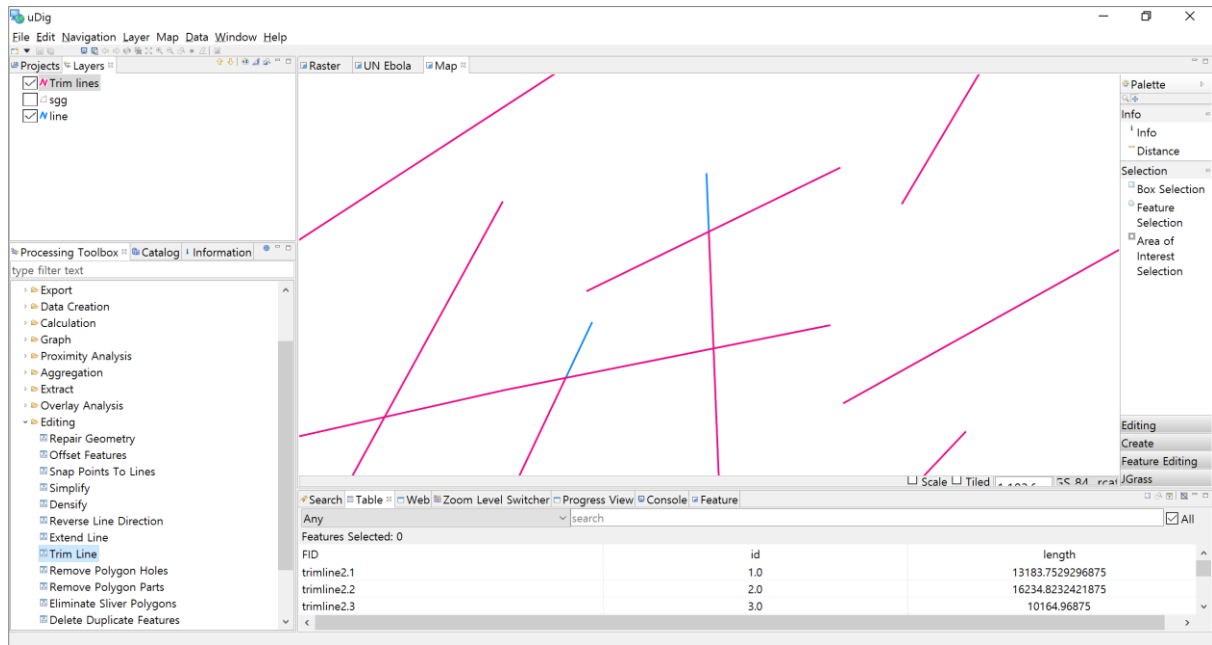 uDig
File Edit Navigation Layer Map Data Window Help
Projects Layers
Trim lines
sgg
line
Raster UN Ebola Map
Palette
Info
Info
Distance
Selection
Box Selection
Feature
Selection
Area of
Interest
Selection
Editing
Create
Feature Editing
JGrass
Processing Toolbox Catalog Information
type filter text
Export
Data Creation
Calculation
Graph
Proximity Analysis
Aggregation
Extract
Overlay Analysis
Editing
Repair Geometry
Offset Features
Snap Points To Lines
Simplify
Densify
Reverse Line Direction
Extend Line
Trim Line
Remove Polygon Holes
Remove Polygon Parts
Eliminate Sliver Polygons
Delete Duplicate Features
Scale Tiled
Search Table Web Zoom Level Switcher Progress View Console Feature
Any search All
Features Selected: 0
FID id length
trimline2.1 1.0 13183.7529296875
trimline2.2 2.0 16234.8232421875
trimline2.3 3.0 10164.96875